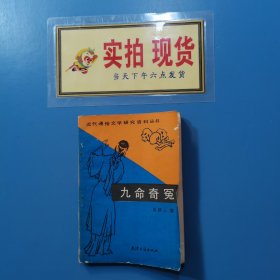 实拍 现货
当天下午六点发货
近代通俗文学研究资料丛书
九命奇冤